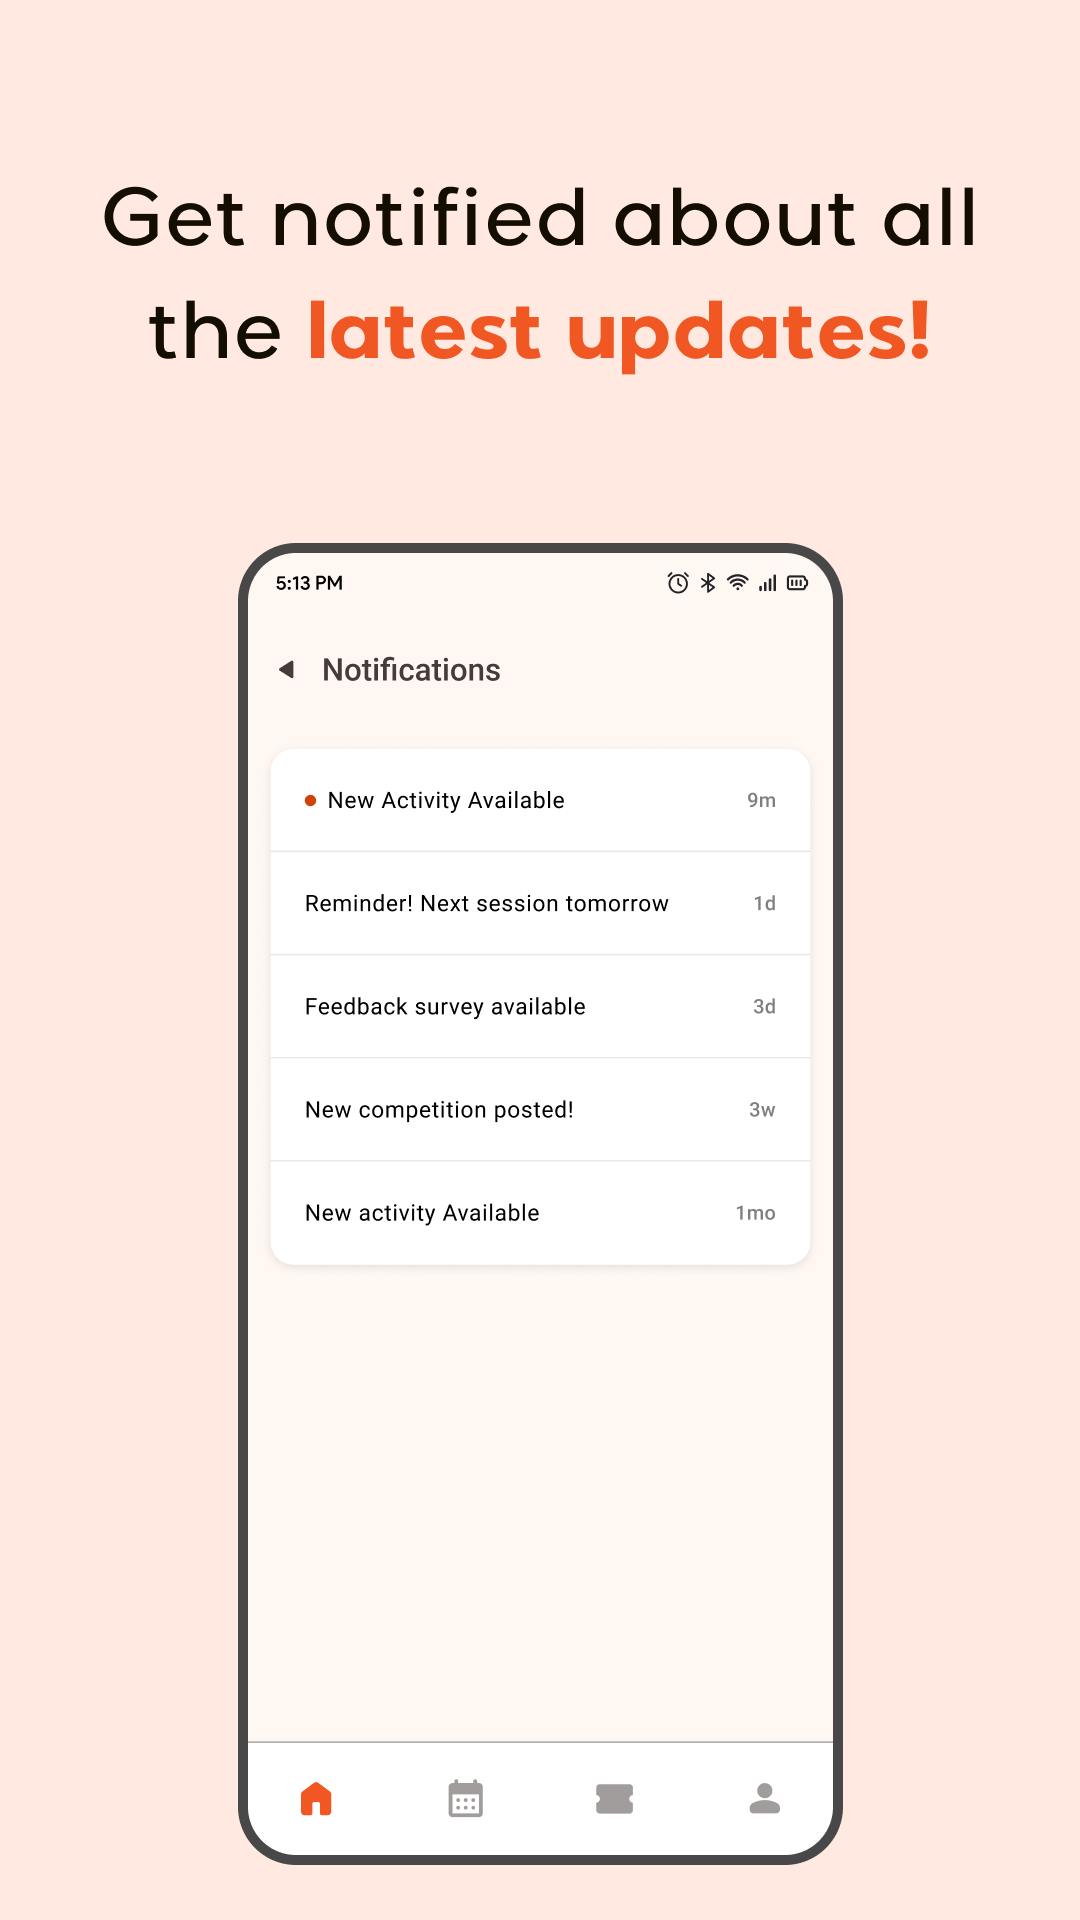 Get notified about all
the latest updates!
5:13 PM
Notifications
New Activity Available 9m
Reminder! Next session tomorrow 1d
Feedback survey available 3d
New competition posted! 3w
New activity Available 1mo